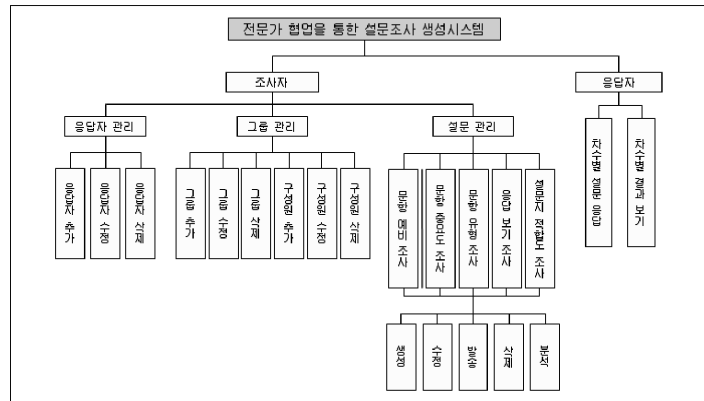 전문가 협업을 통한 설문조사 생성시스템
조사자
응답자
응답자 관리
그룹 관리
설문 관리
응답자 추가
응답자 수정
응답자 삭제
그룹 추가
그룹 수정
그룹 삭제
구성원 추가
구성원 수정
구성원 삭제
문항 예비 조사
문항 중요도 조사
문항 유형 조사
응답 보기 조사
설문지 적합도 조사
차수별 설문 응답
차수별 결과 보기
생성
수정
발송
삭제
분석